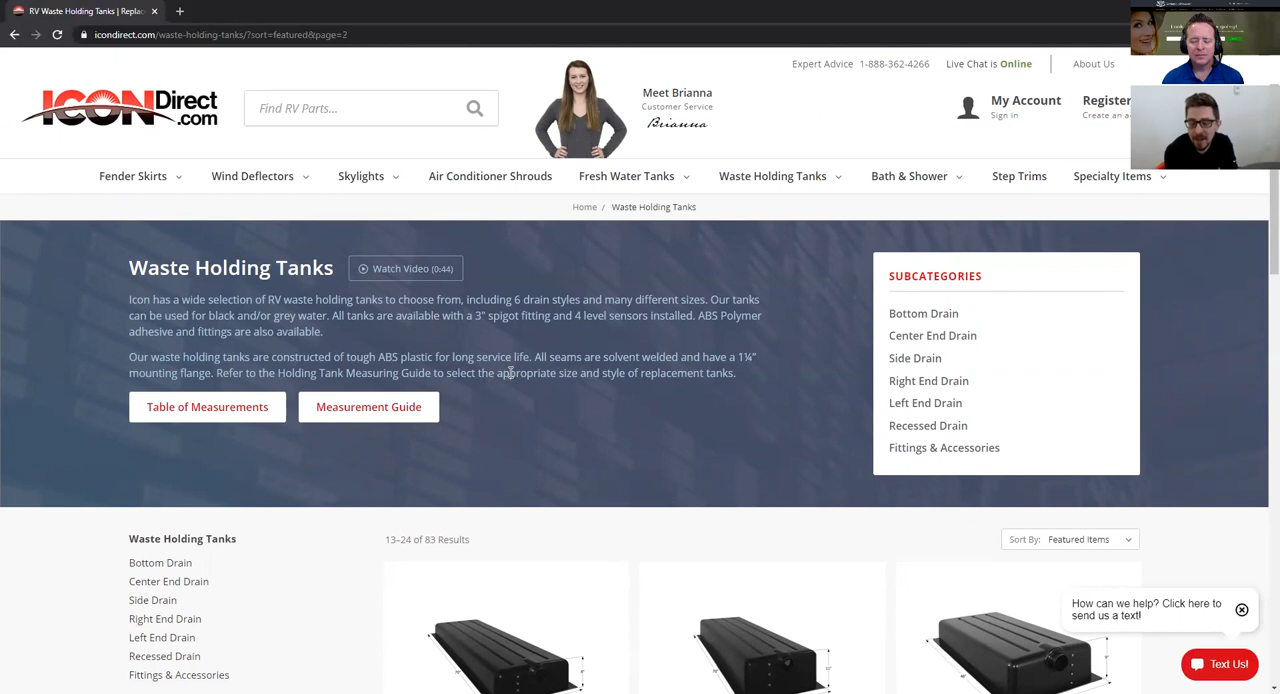 RV Waste Holding Tanks | Repla
icondirect.com/waste-holding-tanks/?sort=featured&page=2
Expert Advice 1-888-362-4266 Live Chat is Online About Us
ICONDirect
.com
Find RV Parts...
Meet Brianna
Customer Service
Brianna
My Account
Sign in
Register
Create an a
Fender Skirts Wind Deflectors Skylights Air Conditioner Shrouds Fresh Water Tanks Waste Holding Tanks Bath & Shower Step Trims Specialty Items
Home / Waste Holding Tanks
Waste Holding Tanks Watch Video (0:44)
Icon has a wide selection of RV waste holding tanks to choose from, including 6 drain styles and many different sizes. Our tanks
can be used for black and/or grey water. All tanks are available with a 3" spigot fitting and 4 level sensors installed. ABS Polymer
adhesive and fittings are also available.
Our waste holding tanks are constructed of tough ABS plastic for long service life. All seams are solvent welded and have a 1¼"
mounting flange. Refer to the Holding Tank Measuring Guide to select the appropriate size and style of replacement tanks.
Table of Measurements Measurement Guide
SUBCATEGORIES
Bottom Drain
Center End Drain
Side Drain
Right End Drain
Left End Drain
Recessed Drain
Fittings & Accessories
Waste Holding Tanks
Bottom Drain
Center End Drain
Side Drain
Right End Drain
Left End Drain
Recessed Drain
Fittings & Accessories
13–24 of 83 Results
Sort By: Featured Items
How can we help? Click here to
send us a text!
Text Us!